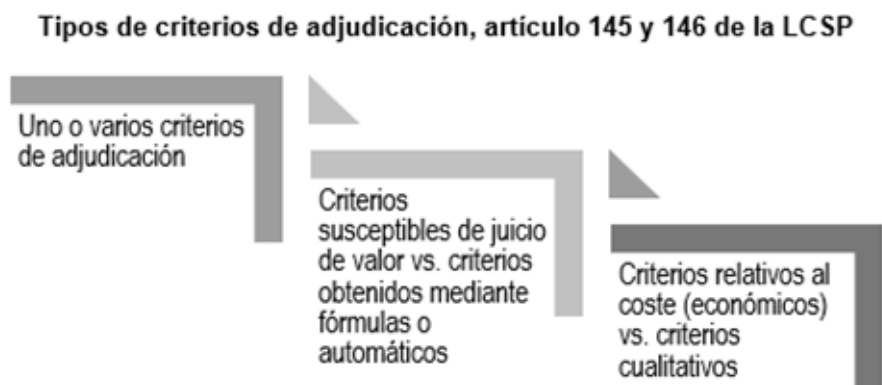 Tipos de criterios de adjudicación, artículo 145 y 146 de la LCSP
Uno o varios criterios
de adjudicación
Criterios
susceptibles de juicio
de valor vs. criterios
obtenidos mediante
fórmulas o
automáticos
Criterios relativos al
coste (económicos)
vs. criterios
cualitativos